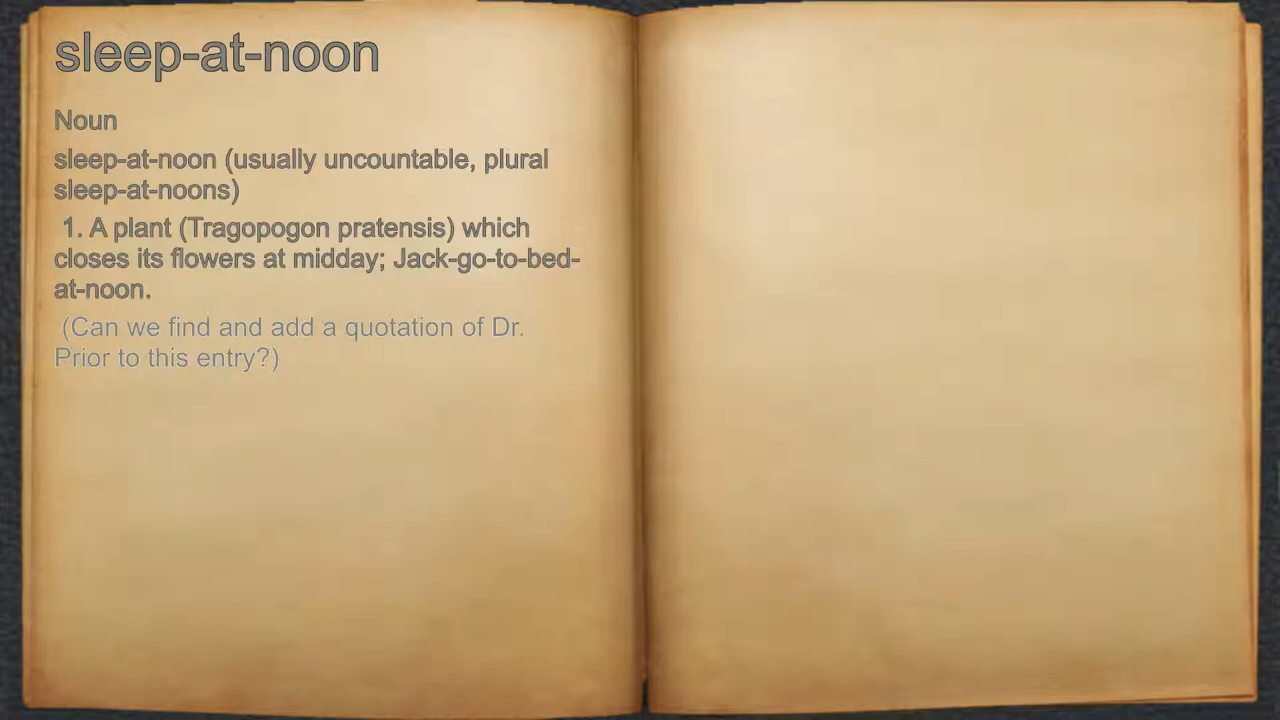 sleep-at-noon
Noun
sleep-at-noon (usually uncountable, plural
sleep-at-noons)
1. A plant (Tragopogon pratensis) which
closes its flowers at midday; Jack-go-to-bed-
at-noon.
(Can we find and add a quotation of Dr.
Prior to this entry?)